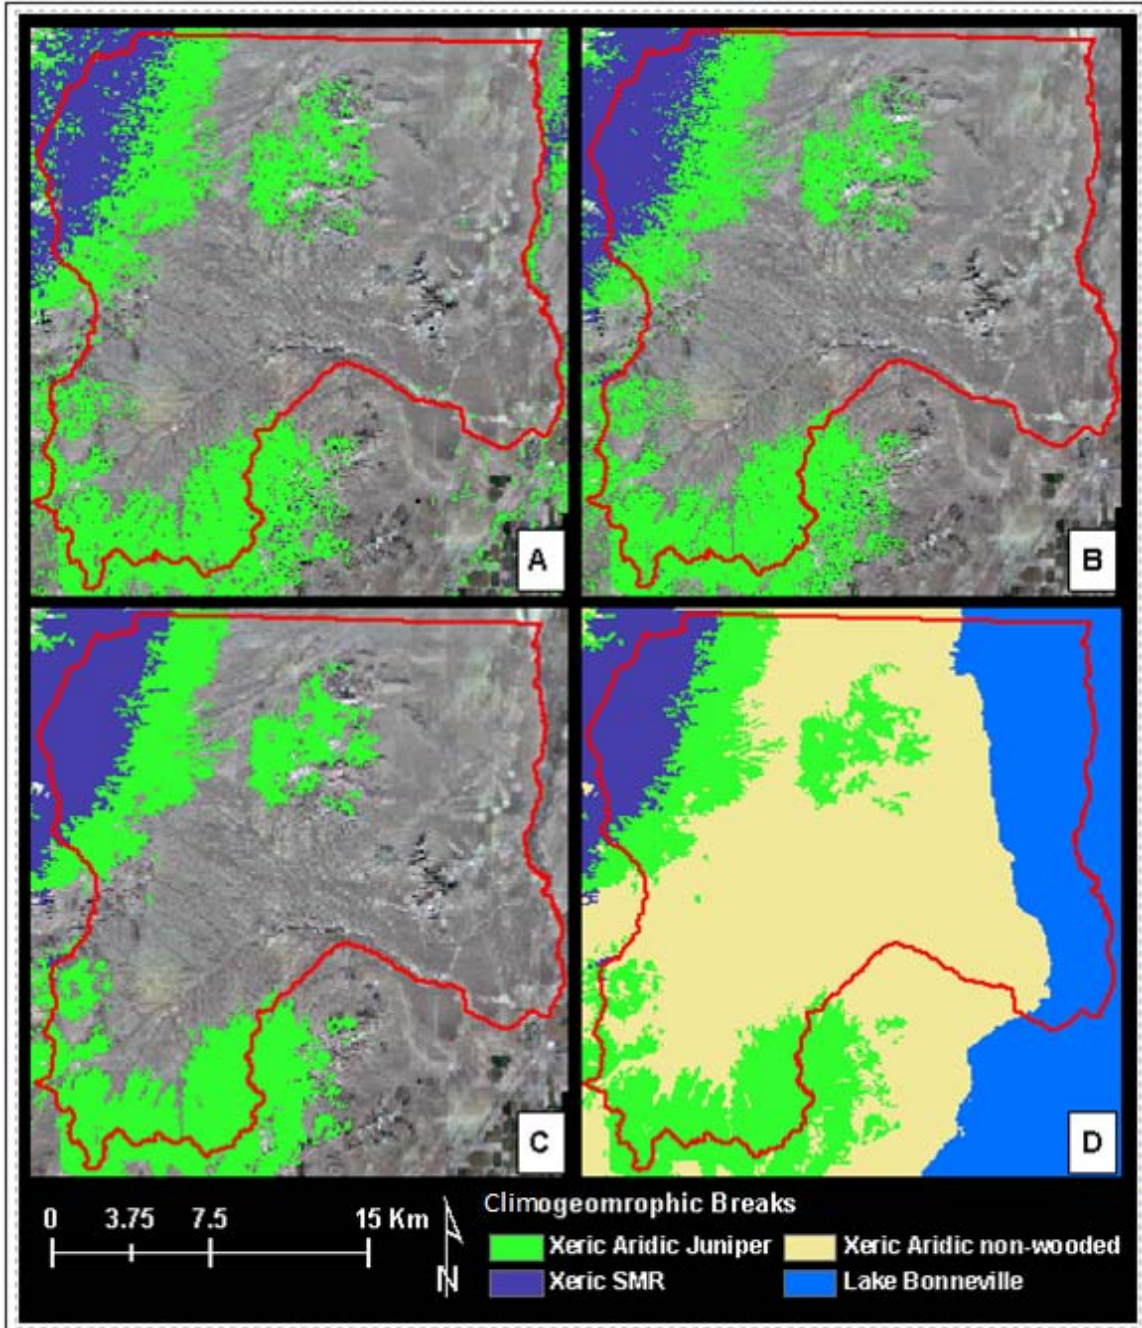 A
B
C
D
Climogeomrophic Breaks
0 3.75 7.5 15 Km
N
Xeric Aridic Juniper
Xeric Aridic non-wooded
Xeric SMR
Lake Bonneville